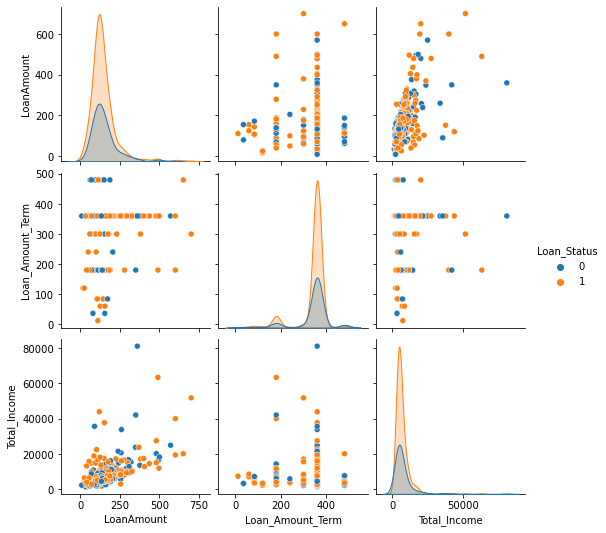 600
400
200
0
LoanAmount
500
400
300
200
100
0
Loan_Amount_Term
Loan_Status
0
1
80000
60000
40000
20000
0
Total_Income
0 250 500 750
LoanAmount
0 200 400
Loan_Amount_Term
0 50000
Total_Income